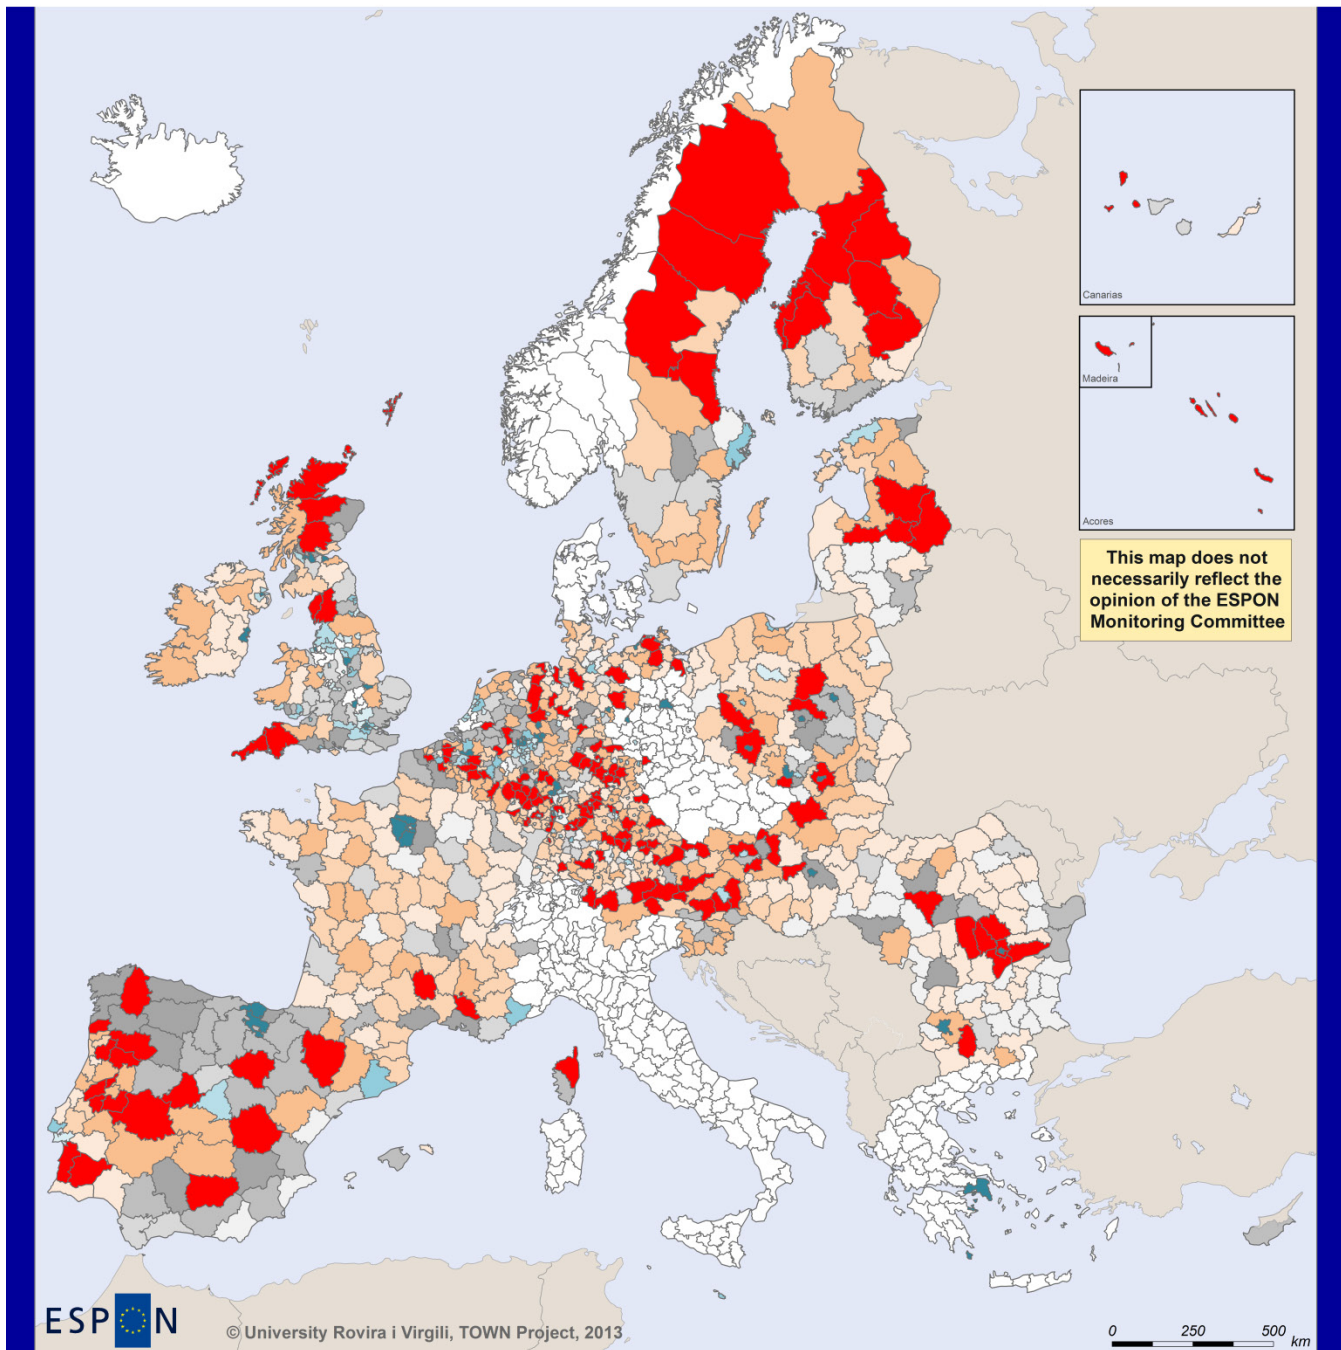 Canarias
Madeira
Acores
This map does not
necessarily reflect the
opinion of the ESPON
Monitoring Committee
ESPON
© University Rovira i Virgili, TOWN Project, 2013
0 250 500
km